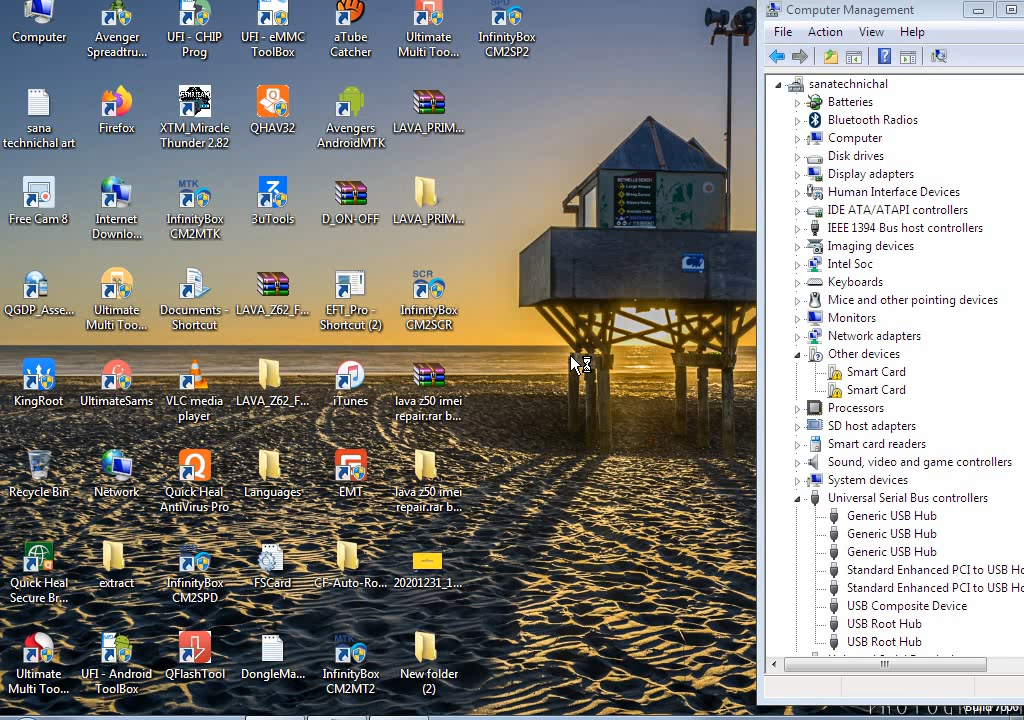 Computer
Avenger
Spreadtru...
UFI - CHIP
Prog
UFI - eMMC
ToolBox
aTube
Catcher
Ultimate
Multi Too...
InfinityBox
CM2SP2
sana
technichal art
Firefox
XTM_Miracle
Thunder 2.82
QHAV32
Avengers
AndroidMTK
LAVA_PRIM...
Free Cam 8
Internet
Downlo...
MTK
InfinityBox
CM2MTK
3uTools
D_ON-OFF
LAVA_PRIM...
QGDP_Asse...
Ultimate
Multi Too...
Documents -
Shortcut
LAVA_Z62_F...
EFT_Pro -
Shortcut (2)
SCR
InfinityBox
CM2SCR
KingRoot
UltimateSams
VLC media
player
LAVA_Z62_F...
iTunes
lava z50 imei
repair.rar b...
Recycle Bin
Network
Quick Heal
AntiVirus Pro
Languages
EMT
lava z50 imei
repair.rar b...
Quick Heal
Secure Br...
extract
InfinityBox
CM2SPD
FSCard
CF-Auto-Ro...
20201231_1...
Ultimate
Multi Too...
UFI - Android
ToolBox
QFlashTool
DongleMa...
MTK
InfinityBox
CM2MT2
New folder
(2)
Computer Management
File Action View Help
sanatechnichal
Batteries
Bluetooth Radios
Computer
Disk drives
Display adapters
Human Interface Devices
IDE ATA/ATAPI controllers
IEEE 1394 Bus host controllers
Imaging devices
Intel Soc
Keyboards
Mice and other pointing devices
Monitors
Network adapters
Other devices
Smart Card
Smart Card
Processors
SD host adapters
Smart card readers
Sound, video and game controllers
System devices
Universal Serial Bus controllers
Generic USB Hub
Generic USB Hub
Generic USB Hub
Standard Enhanced PCI to USB Ho
Standard Enhanced PCI to USB Ho
USB Composite Device
USB Root Hub
USB Root Hub